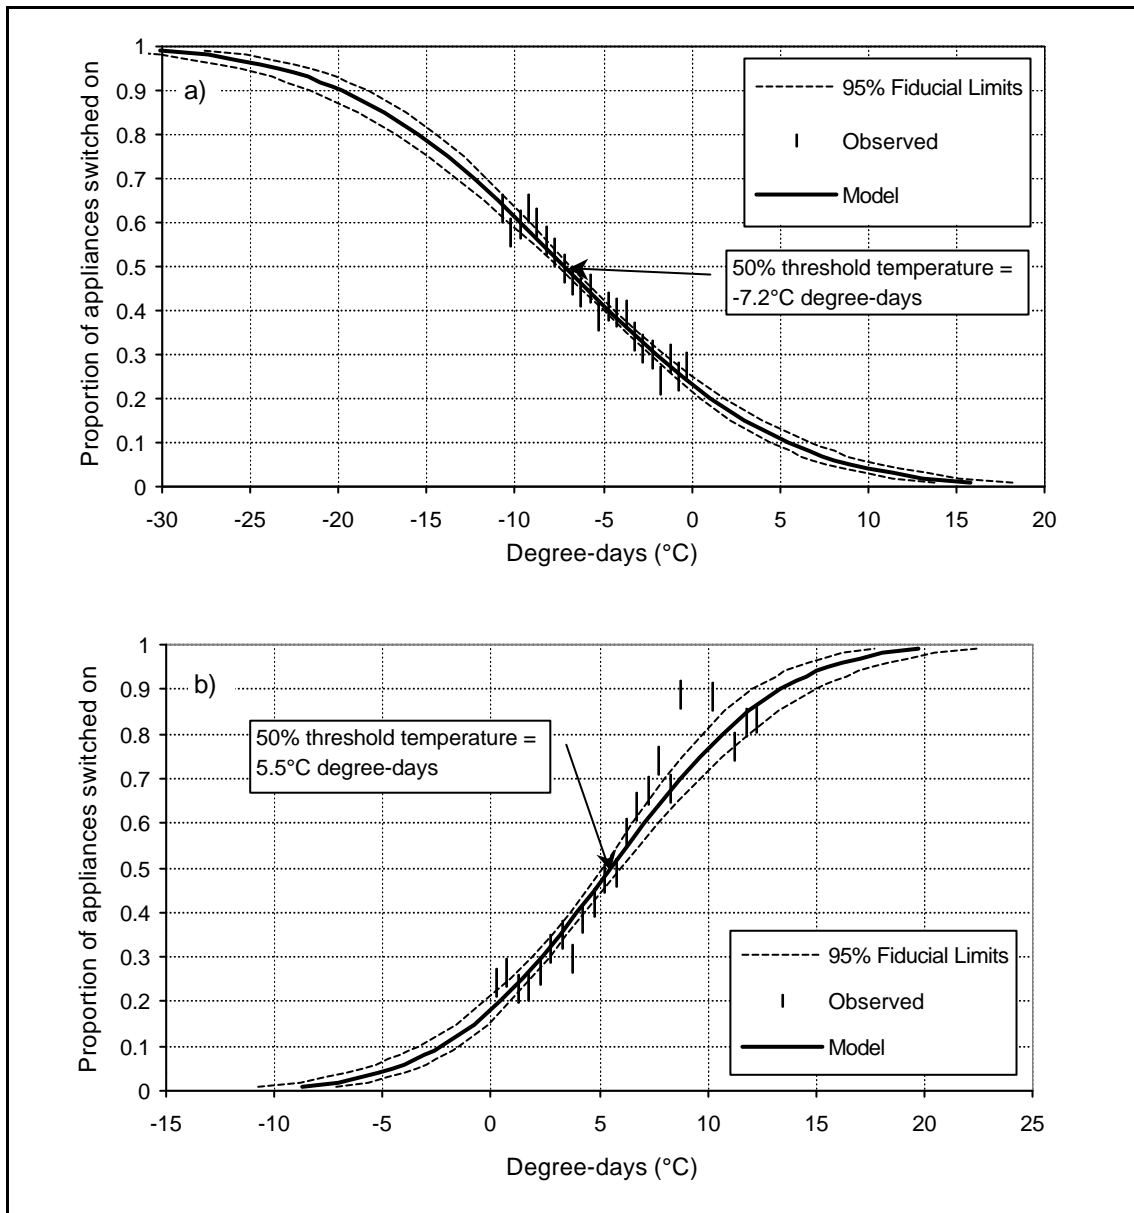 a)
1
0.9
0.8
0.7
0.6
0.5
0.4
0.3
0.2
0.1
0
Proportion of appliances switched on
95% Fiducial Limits
Observed
Model
50% threshold temperature =
-7.2°C degree-days
-30 -25 -20 -15 -10 -5 0 5 10 15 20
Degree-days (°C)
b)
1
0.9
0.8
0.7
0.6
0.5
0.4
0.3
0.2
0.1
0
Proportion of appliances switched on
50% threshold temperature =
5.5°C degree-days
95% Fiducial Limits
Observed
Model
-15 -10 -5 0 5 10 15 20 25
Degree-days (°C)